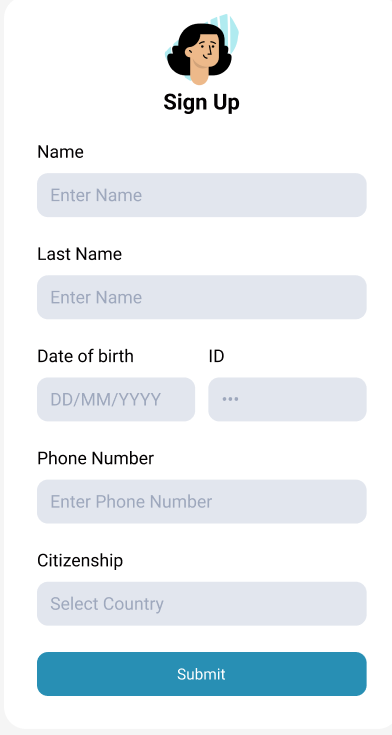 Sign Up
Name
Enter Name
Last Name
Enter Name
Date of birth ID
DD/MM/YYYY •••
Phone Number
Enter Phone Number
Citizenship
Select Country
Submit